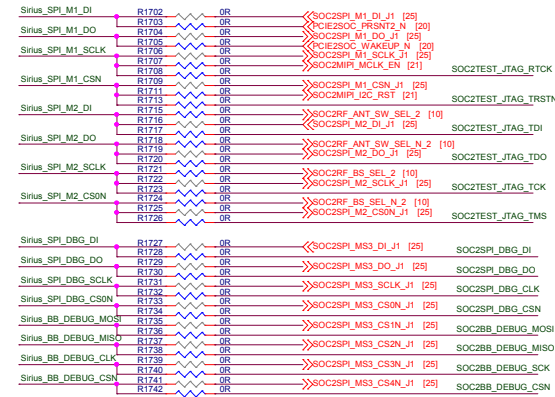 Sirius_SPI_M1_DI R1702 0R SOC2SPI_M1_DI_J1 [25]
R1703 0R PCIE2SOC_PRSNT2_N [20]
Sirius_SPI_M1_DO R1704 0R SOC2SPI_M1_DO_J1 [25]
R1705 0R PCIE2SOC_WAKEUP_N [20]
Sirius_SPI_M1_SCLK R1706 0R SOC2SPI_M1_SCLK_J1 [25]
R1707 0R SOC2MIPI_MCLK_EN [21]
R1708 0R SOC2TEST_JTAG_RTCK
Sirius_SPI_M1_CSN R1709 0R SOC2SPI_M1_CSN_J1 [25]
R1711 0R SOC2MIPI_I2C_RST [21]
R1713 0R SOC2TEST_JTAG_TRSTN
Sirius_SPI_M2_DI R1715 0R SOC2RF_ANT_SW_SEL_2 [10]
R1716 0R SOC2SPI_M2_DI_J1 [25]
R1717 0R SOC2TEST_JTAG_TDI
Sirius_SPI_M2_DO R1718 0R SOC2RF_ANT_SW_SEL_N_2 [10]
R1719 0R SOC2SPI_M2_DO_J1 [25]
R1720 0R SOC2TEST_JTAG_TDO
Sirius_SPI_M2_SCLK R1721 0R SOC2RF_BS_SEL_2 [10]
R1722 0R SOC2SPI_M2_SCLK_J1 [25]
R1723 0R SOC2TEST_JTAG_TCK
Sirius_SPI_M2_CS0N R1724 0R SOC2RF_BS_SEL_N_2 [10]
R1725 0R SOC2SPI_M2_CS0N_J1 [25]
R1726 0R SOC2TEST_JTAG_TMS
Sirius_SPI_DBG_DI R1727 0R SOC2SPI_MS3_DI_J1 [25]
R1728 0R SOC2SPI_DBG_DI
Sirius_SPI_DBG_DO R1729 0R SOC2SPI_MS3_DO_J1 [25]
R1730 0R SOC2SPI_DBG_DO
Sirius_SPI_DBG_SCLK R1731 0R SOC2SPI_MS3_SCLK_J1 [25]
R1732 0R SOC2SPI_DBG_CLK
Sirius_SPI_DBG_CS0N R1733 0R SOC2SPI_MS3_CS0N_J1 [25]
R1734 0R SOC2SPI_DBG_CSN
Sirius_BB_DEBUG_MOSI R1735 0R SOC2SPI_MS3_CS1N_J1 [25]
R1736 0R SOC2BB_DEBUG_MOSI
Sirius_BB_DEBUG_MISO R1737 0R SOC2SPI_MS3_CS2N_J1 [25]
R1738 0R SOC2BB_DEBUG_MISO
Sirius_BB_DEBUG_CLK R1739 0R SOC2SPI_MS3_CS3N_J1 [25]
R1740 0R SOC2BB_DEBUG_SCK
Sirius_BB_DEBUG_CSN R1741 0R SOC2SPI_MS3_CS4N_J1 [25]
R1742 0R SOC2BB_DEBUG_CSN